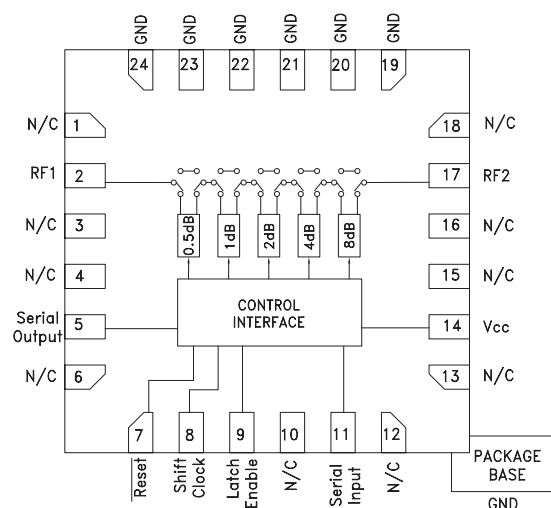 GND
GND
GND
GND
GND
GND
24
23
22
21
20
19
N/C
1
18
N/C
RF1
2
17
RF2
N/C
3
16
N/C
0.5dB
1dB
2dB
4dB
8dB
N/C
4
15
N/C
CONTROL
INTERFACE
Serial
Output
5
14
Vcc
N/C
6
13
N/C
7
8
9
10
11
12
Reset
Shift
Clock
Latch
Enable
N/C
Serial
Input
N/C
PACKAGE
BASE
GND